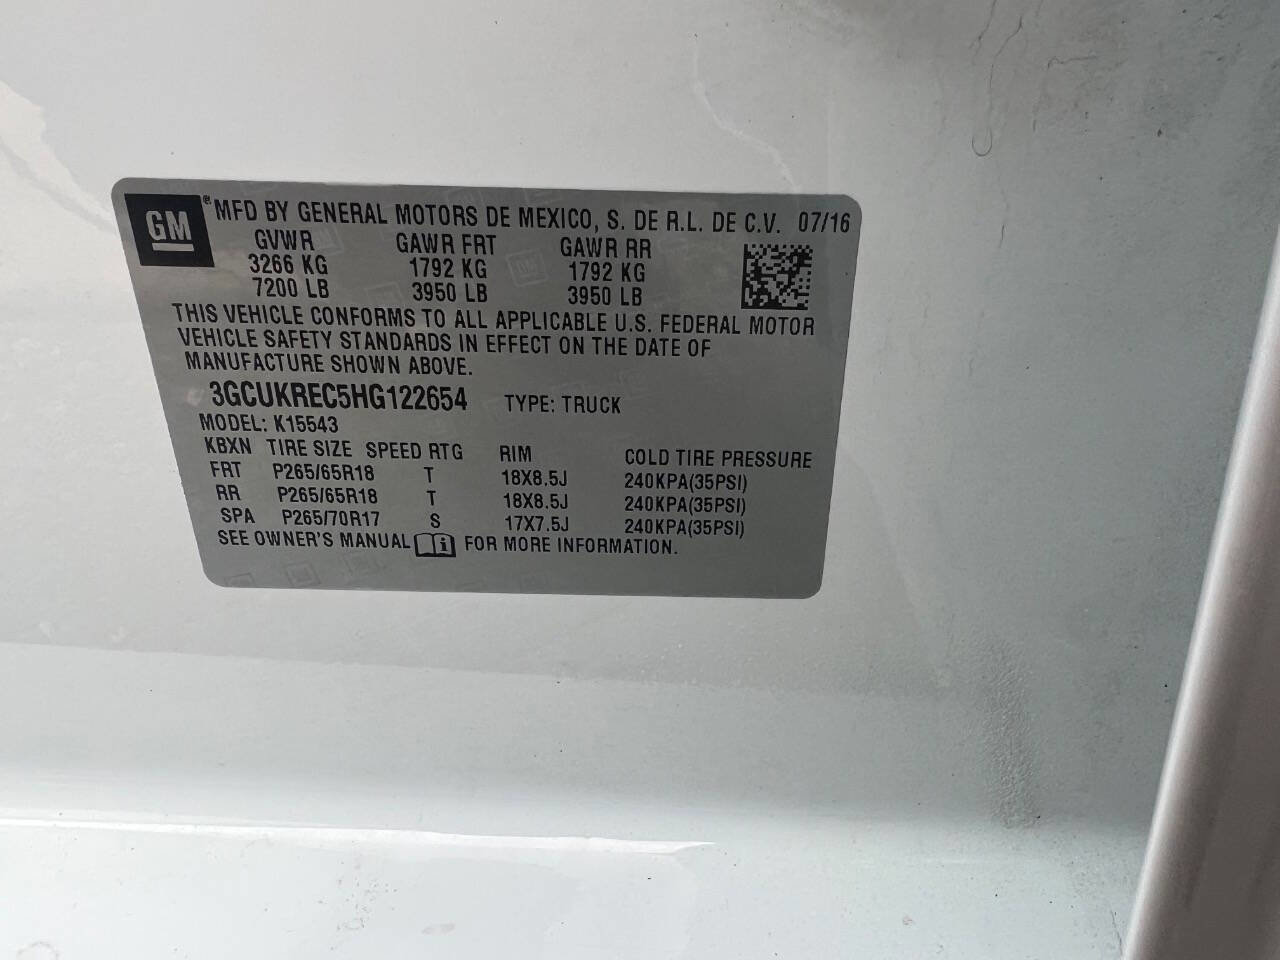 GM® MFD BY GENERAL MOTORS DE MEXICO, S. DE R.L. DE C.V. 07/16
GVWR GAWR FRT GAWR RR
3266 KG 1792 KG 1792 KG
7200 LB 3950 LB 3950 LB
THIS VEHICLE CONFORMS TO ALL APPLICABLE U.S. FEDERAL MOTOR
VEHICLE SAFETY STANDARDS IN EFFECT ON THE DATE OF
MANUFACTURE SHOWN ABOVE.
3GCUKREC5HG122654 TYPE: TRUCK
MODEL: K15543
KBXN TIRE SIZE SPEED RTG RIM COLD TIRE PRESSURE
FRT P265/65R18 T 18X8.5J 240KPA(35PSI)
RR P265/65R18 T 18X8.5J 240KPA(35PSI)
SPA P265/70R17 S 17X7.5J 240KPA(35PSI)
SEE OWNER'S MANUAL FOR MORE INFORMATION.